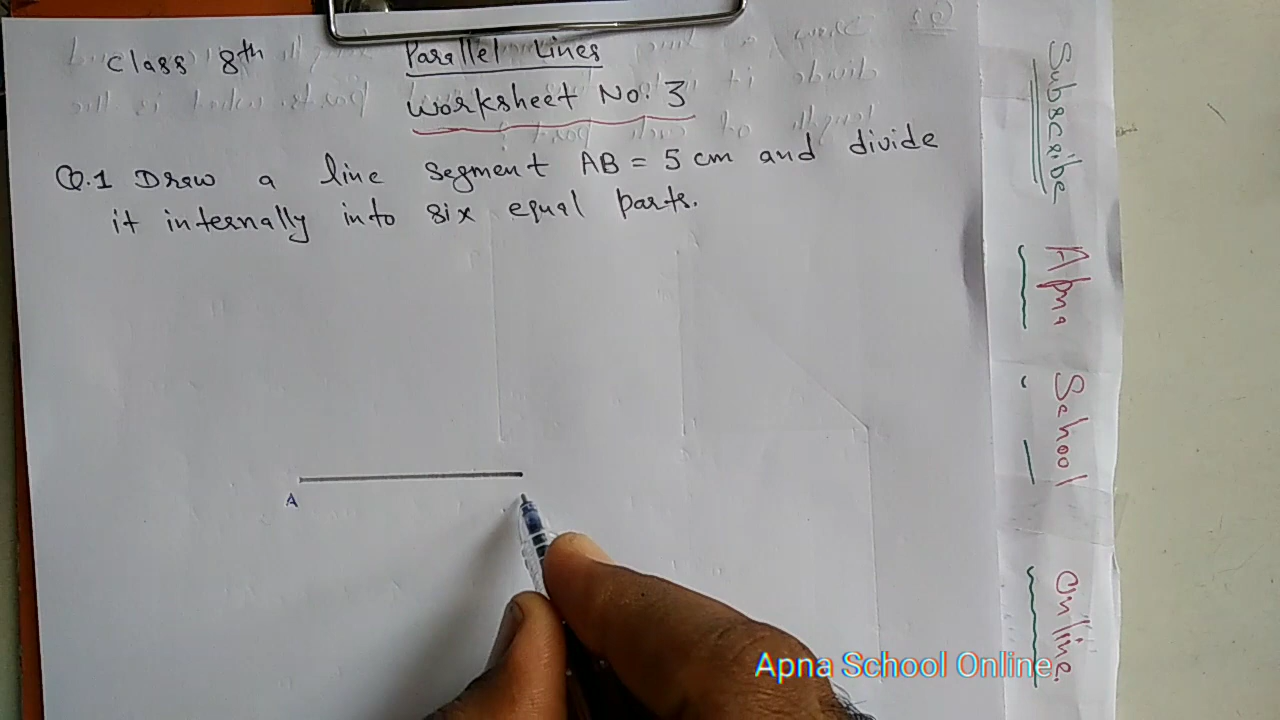 Class 8th
Parallel Lines
Worksheet No. 3
Q.1 Draw a line segment AB = 5 cm and divide
it internally into six equal parts.
A
Subscribe Apna School Online.
Apna School Online